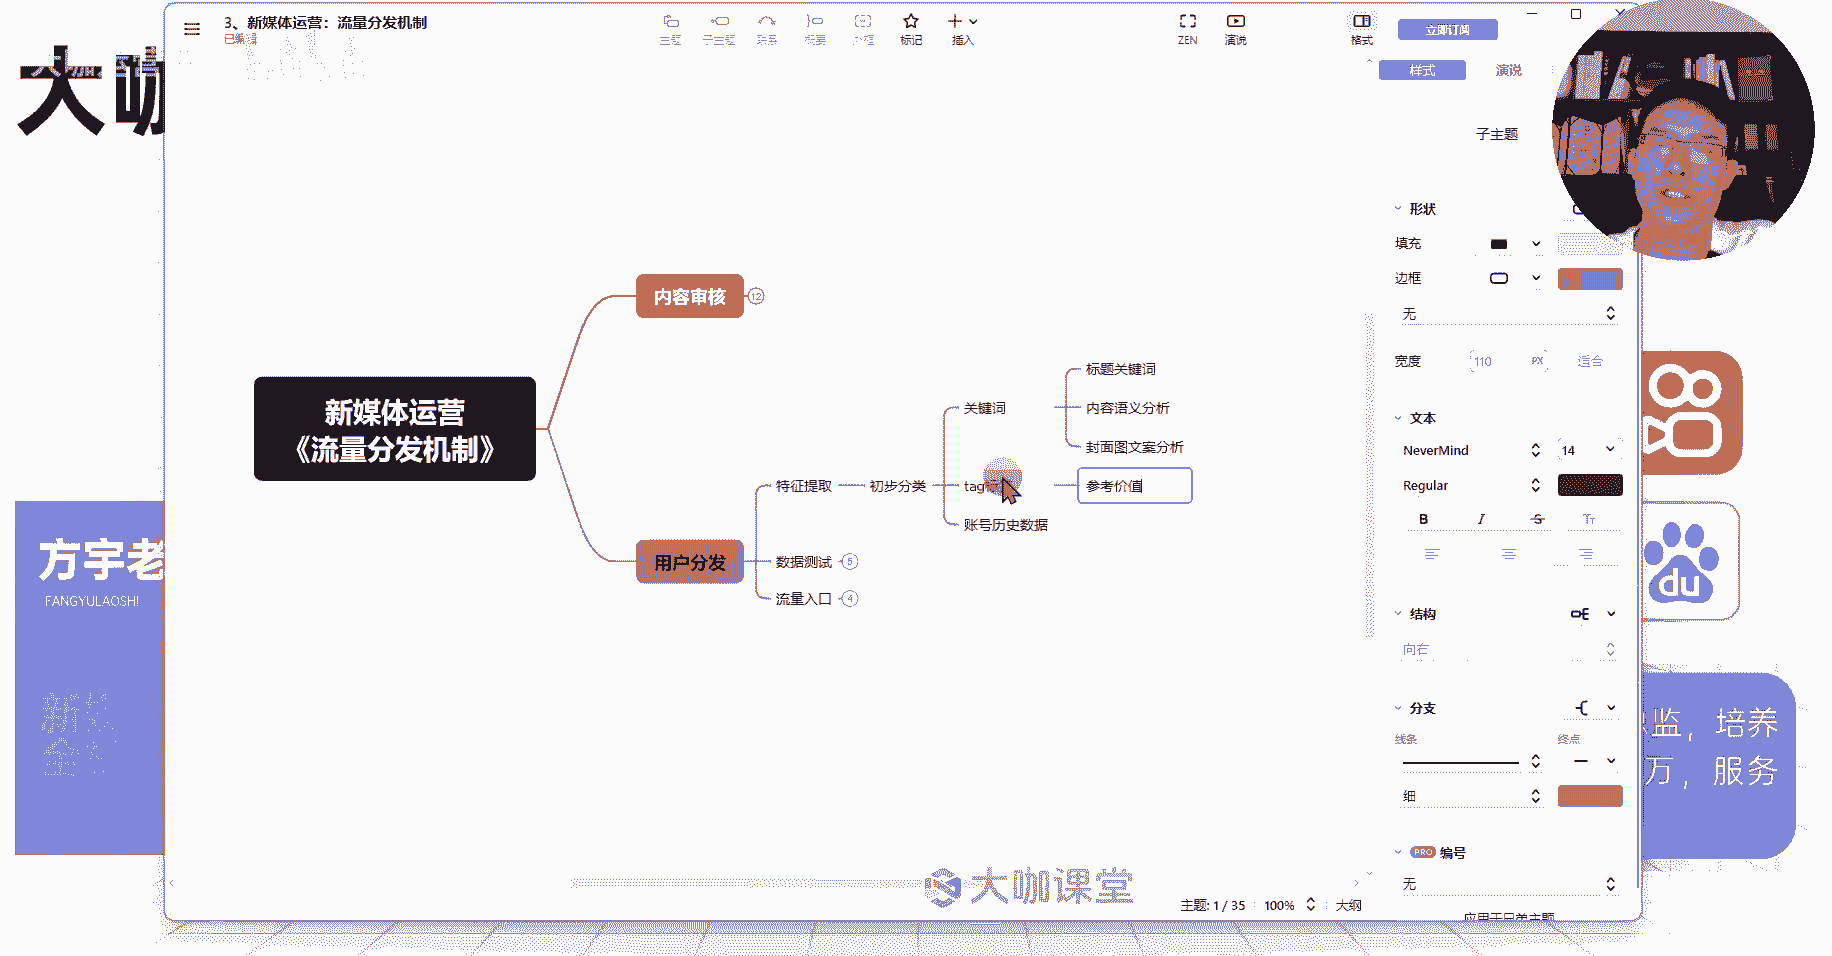 3、新媒体运营：流量分发机制
已编辑
主题
子主题
联系
概要
外框
标记
插入
ZEN
演说
格式
立即订阅
大咖
样式
演说
子主题
形状
填充
边框
无
宽度
110
PX
适合
文本
NeverMind
14
Regular
B
I
S
Tт
结构
向右
分支
线条
终点
细
PRO 编号
无
应用于兄弟主题
内容审核
12
新媒体运营
《流量分发机制》
用户分发
特征提取
初步分类
关键词
标题关键词
内容语义分析
封面图文案分析
tag
参考价值
账号历史数据
数据测试
5
流量入口
4
方宇老
FANGYULAOSHI
du
监，培养
万，服务
大咖课堂
主题: 1 / 35
100%
大纲